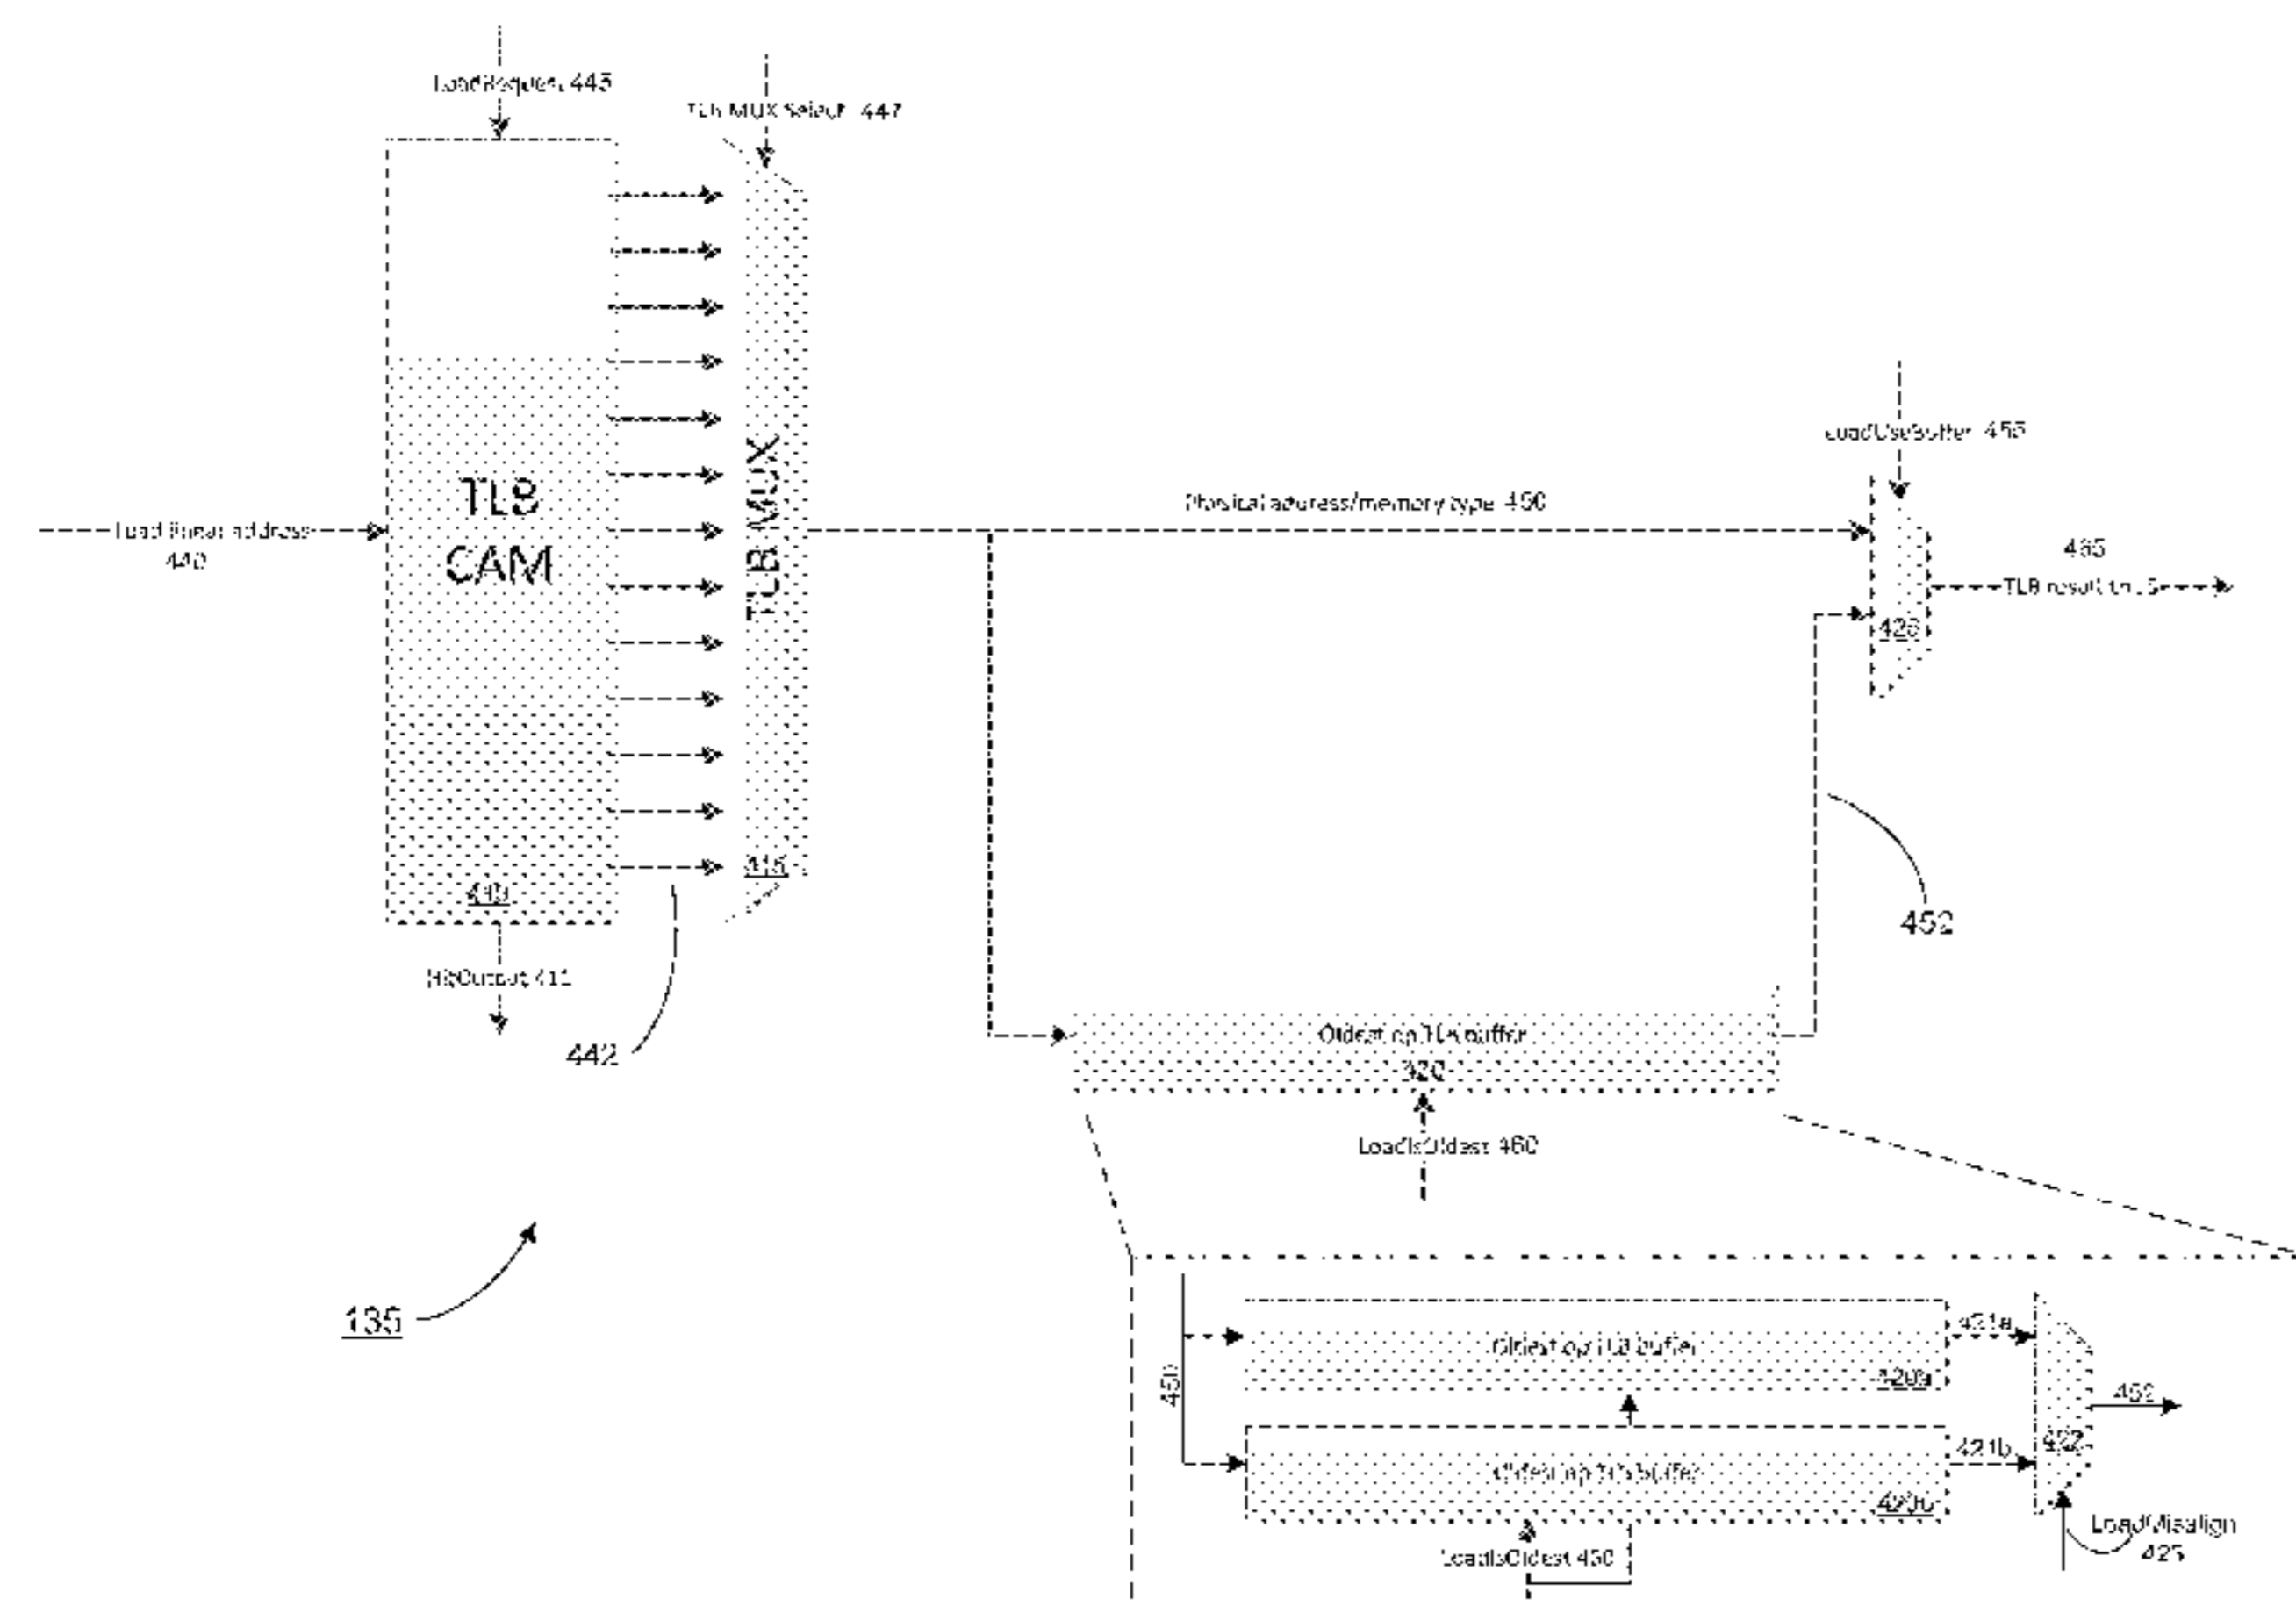 LoadRequest 445
TLB MUX Select 447
TLB
CAM
TLB MUX
Load linear address
440
LoadUseBuffer 455
Physical address/memory type 450
465
TLB result to LS
HitOutput 411
442
452
Oldest op TLB buffer
420
LoadIsOldest 460
135
421a
Oldest op TLB buffer
420a
450
452
421b
422
Oldest op TLB buffer
420b
LoadMisalign
425
LoadIsOldest 460